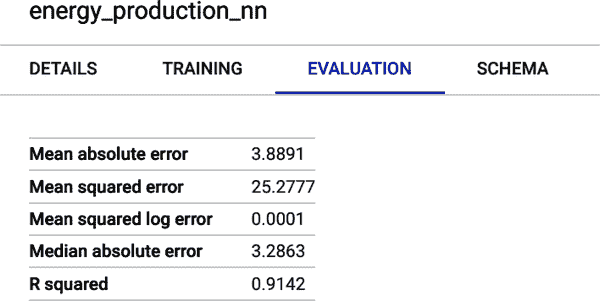 energy_production_nn
DETAILS TRAINING EVALUATION SCHEMA
Mean absolute error 3.8891
Mean squared error 25.2777
Mean squared log error 0.0001
Median absolute error 3.2863
R squared 0.9142